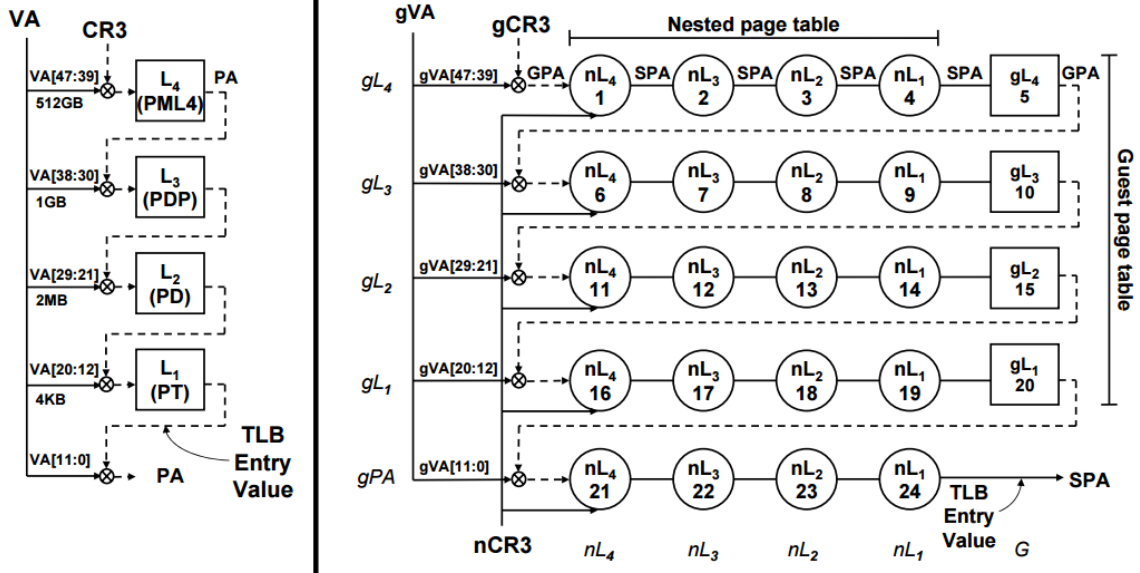 VA
CR3
VA[47:39]
512GB
L4
(PML4)
PA
VA[38:30]
1GB
L3
(PDP)
VA[29:21]
2MB
L2
(PD)
VA[20:12]
4KB
L1
(PT)
VA[11:0]
PA
TLB
Entry
Value
gVA
gCR3
Nested page table
gL4
gVA[47:39]
GPA
nL4
1
SPA
nL3
2
SPA
nL2
3
SPA
nL1
4
SPA
gL4
5
GPA
gL3
gVA[38:30]
nL4
6
nL3
7
nL2
8
nL1
9
gL3
10
gL2
gVA[29:21]
nL4
11
nL3
12
nL2
13
nL1
14
gL2
15
gL1
gVA[20:12]
nL4
16
nL3
17
nL2
18
nL1
19
gL1
20
Guest page table
gPA
gVA[11:0]
nL4
21
nL3
22
nL2
23
nL1
24
TLB
Entry
Value
SPA
nCR3
nL4
nL3
nL2
nL1
G